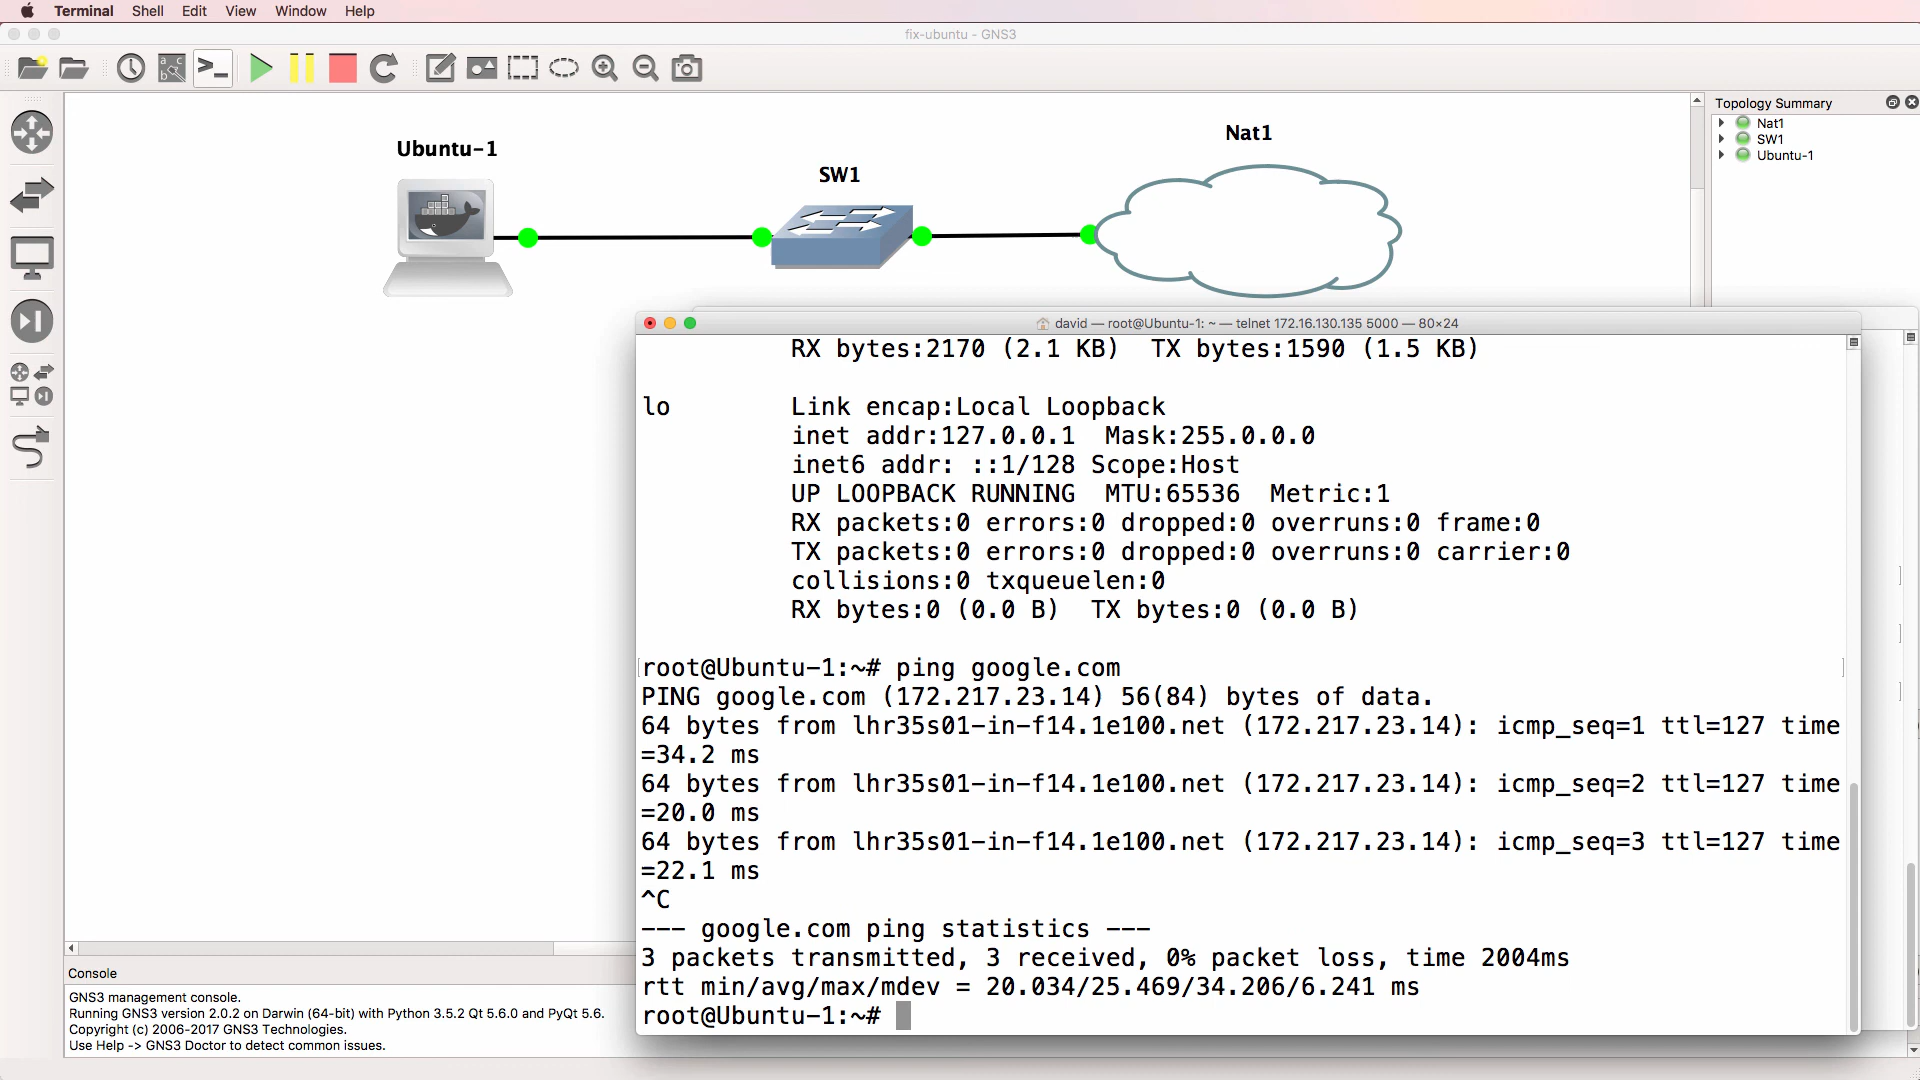 Terminal Shell Edit View Window Help
fix-ubuntu - GNS3
Topology Summary
Nat1
SW1
Ubuntu-1
Ubuntu-1
SW1
Nat1
david — root@Ubuntu-1: ~ — telnet 172.16.130.135 5000 — 80×24
RX bytes:2170 (2.1 KB)  TX bytes:1590 (1.5 KB)
lo        Link encap:Local Loopback
inet addr:127.0.0.1  Mask:255.0.0.0
inet6 addr: ::1/128 Scope:Host
UP LOOPBACK RUNNING  MTU:65536  Metric:1
RX packets:0 errors:0 dropped:0 overruns:0 frame:0
TX packets:0 errors:0 dropped:0 overruns:0 carrier:0
collisions:0 txqueuelen:0
RX bytes:0 (0.0 B)  TX bytes:0 (0.0 B)
root@Ubuntu-1:~# ping google.com
PING google.com (172.217.23.14) 56(84) bytes of data.
64 bytes from lhr35s01-in-f14.1e100.net (172.217.23.14): icmp_seq=1 ttl=127 time
=34.2 ms
64 bytes from lhr35s01-in-f14.1e100.net (172.217.23.14): icmp_seq=2 ttl=127 time
=20.0 ms
64 bytes from lhr35s01-in-f14.1e100.net (172.217.23.14): icmp_seq=3 ttl=127 time
=22.1 ms
^C
--- google.com ping statistics ---
3 packets transmitted, 3 received, 0% packet loss, time 2004ms
rtt min/avg/max/mdev = 20.034/25.469/34.206/6.241 ms
root@Ubuntu-1:~#
Console
GNS3 management console.
Running GNS3 version 2.0.2 on Darwin (64-bit) with Python 3.5.2 Qt 5.6.0 and PyQt 5.6.
Copyright (c) 2006-2017 GNS3 Technologies.
Use Help -> GNS3 Doctor to detect common issues.